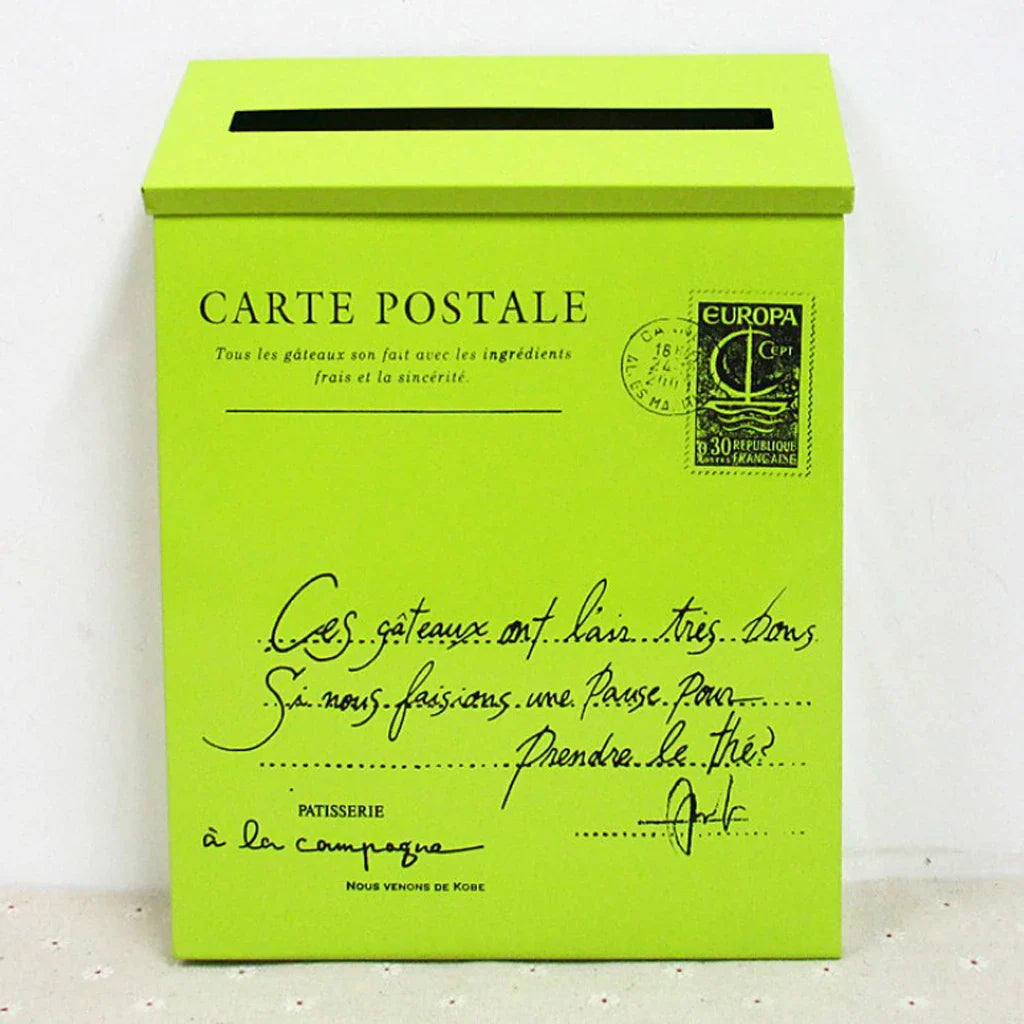 CARTE POSTALE
Tous les gâteaux son fait avec les ingrédients
frais et la sincérité.
EUROPA
CEPT
0,30 REPUBLIQUE
POSTES FRANÇAISE
18 H
Ces gâteaux ont l'air très bons
Si nous faisions une Pause Pour
Prendre le thé?
PATISSERIE
à la campagne
NOUS VENONS DE KOBE